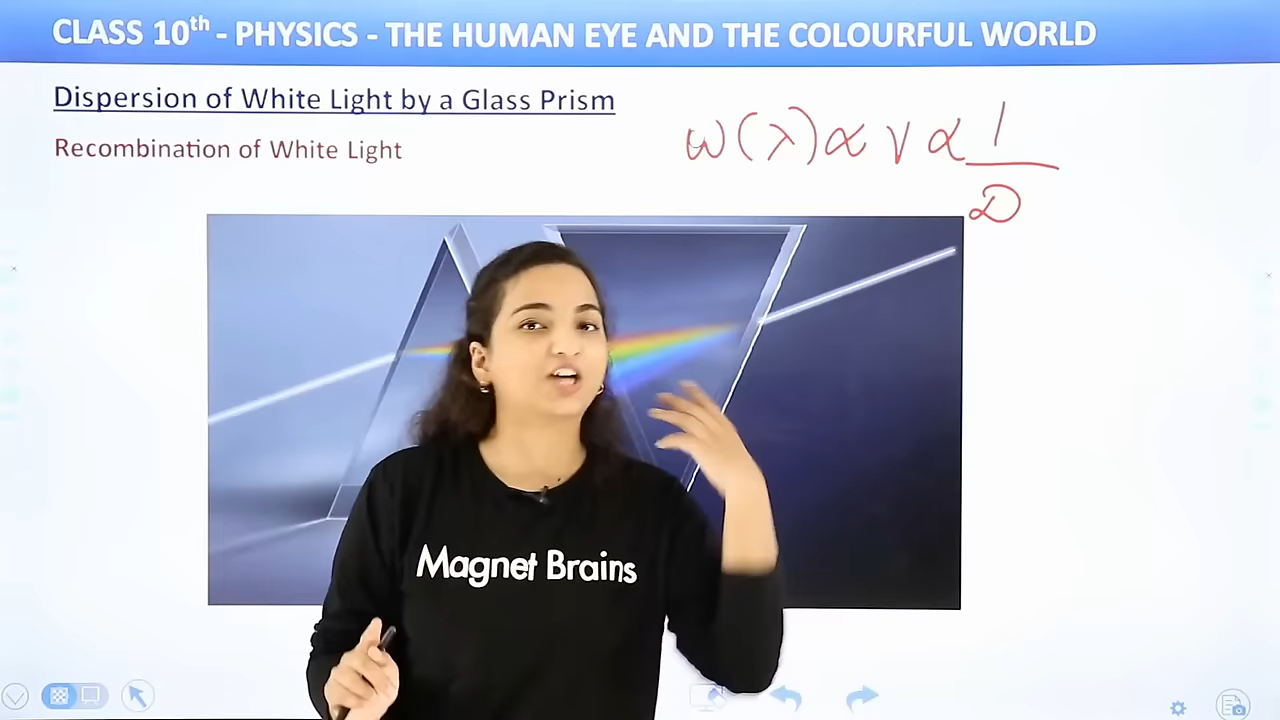 CLASS 10th - PHYSICS - THE HUMAN EYE AND THE COLOURFUL WORLD
Dispersion of White Light by a Glass Prism
Recombination of White Light
ω(λ) ∝ v ∝ 1/D
Magnet Brains